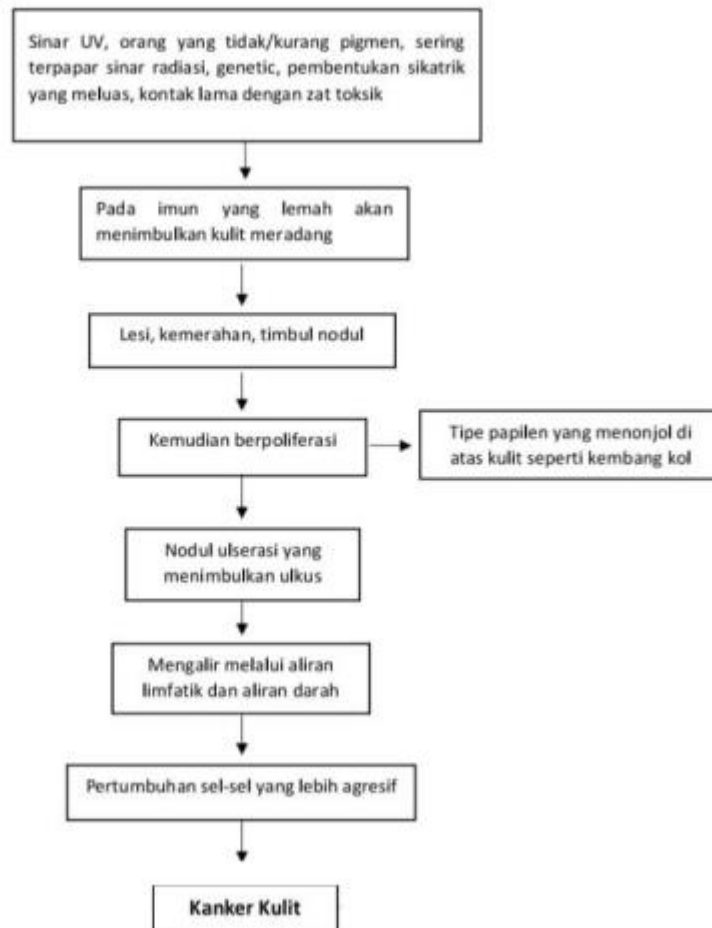 Sinar UV, orang yang tidak/kurang pigmen, sering
terpapar sinar radiasi, genetic, pembentukan sikatrik
yang meluas, kontak lama dengan zat toksik
Pada imun yang lemah akan
menimbulkan kulit meradang
Lesi, kemerahan, timbul nodul
Kemudian berpoliferasi
Tipe papilen yang menonjol di
atas kulit seperti kembang kol
Nodul ulserasi yang
menimbulkan ulkus
Mengalir melalui aliran
limfatik dan aliran darah
Pertumbuhan sel-sel yang lebih agresif
Kanker Kulit